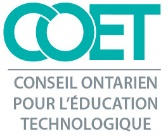 COET
CONSEIL ONTARIEN
POUR L'ÉDUCATION
TECHNOLOGIQUE